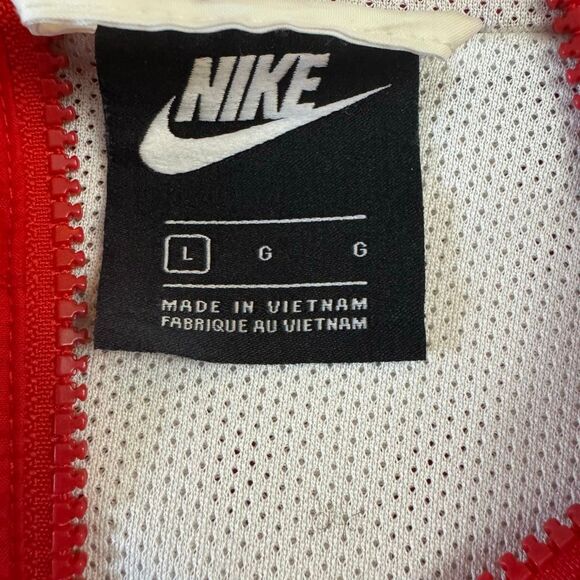 NIKE
L G G
MADE IN VIETNAM
FABRIQUE AU VIETNAM